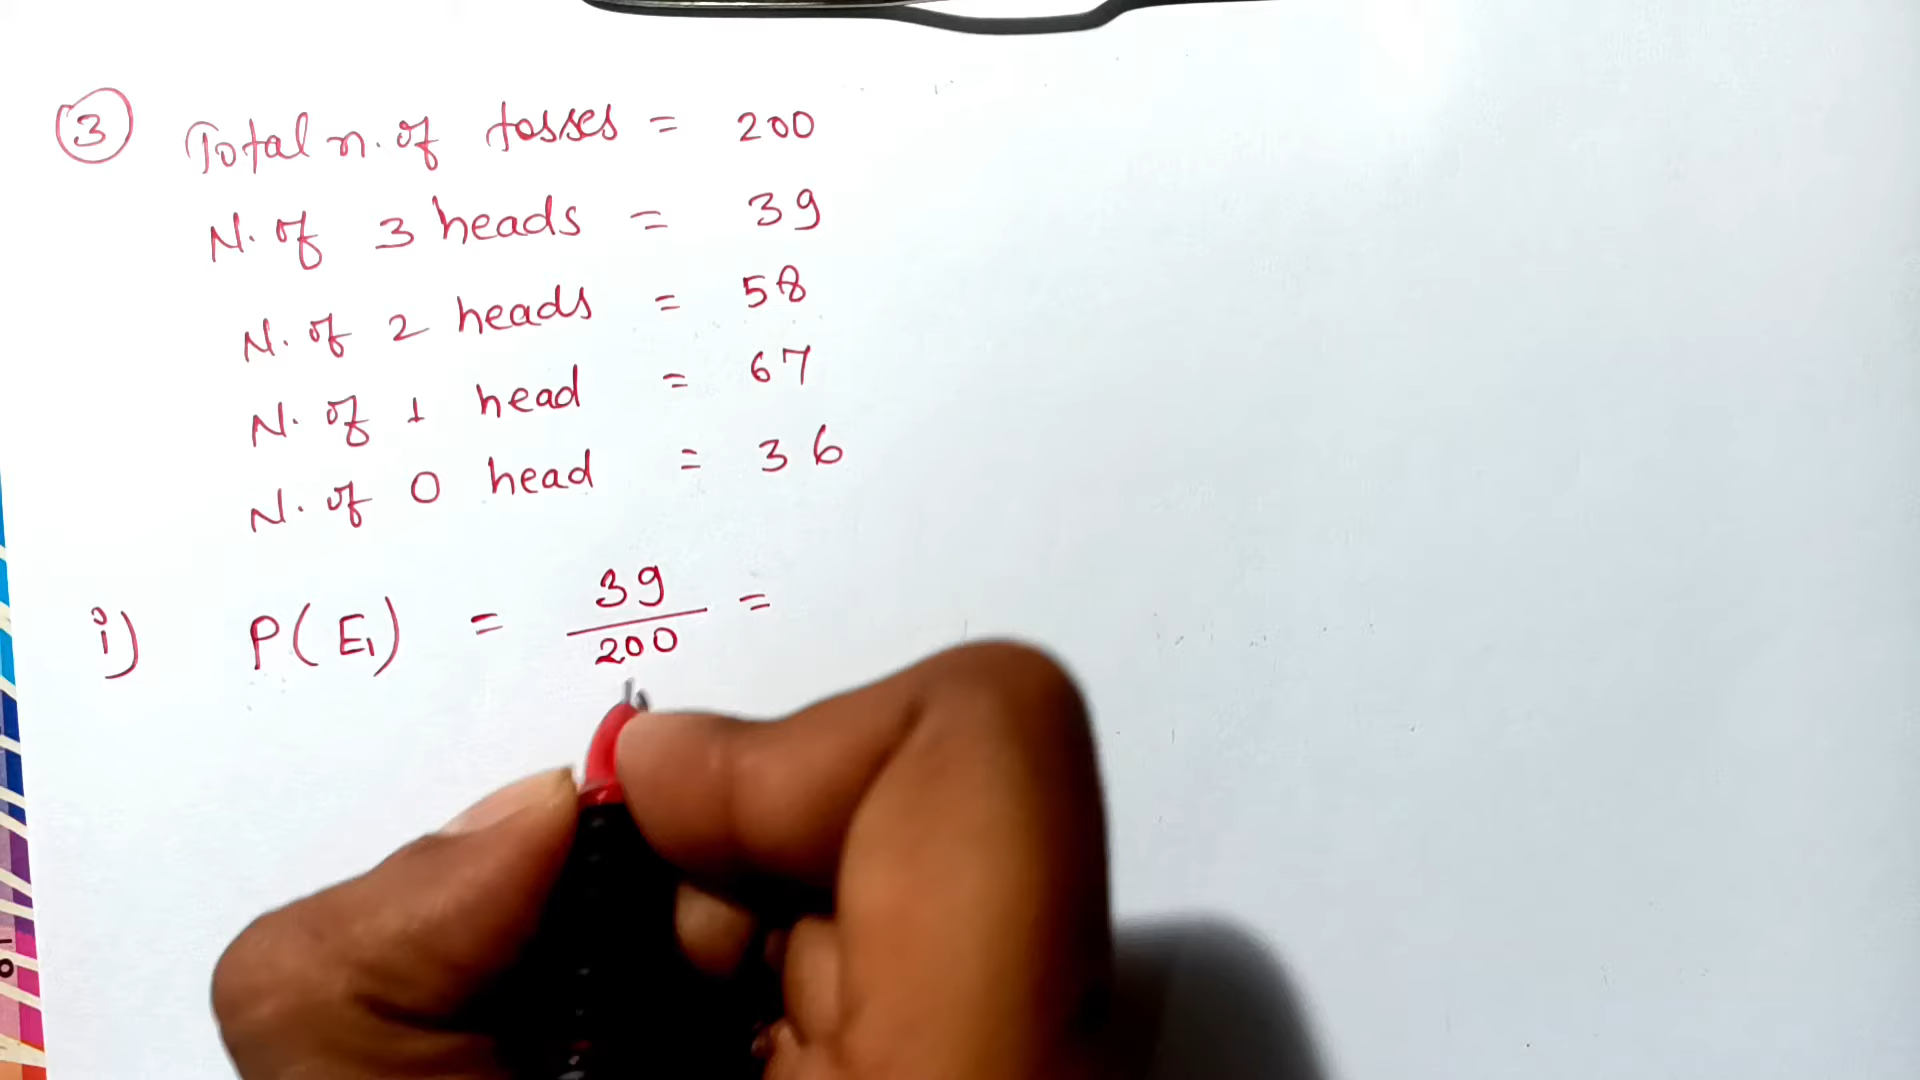 3 Total n. of tosses = 200
N. of 3 heads = 39
N. of 2 heads = 58
N. of 1 head = 67
N. of 0 head = 36
i) P(E1) = 39/200 =